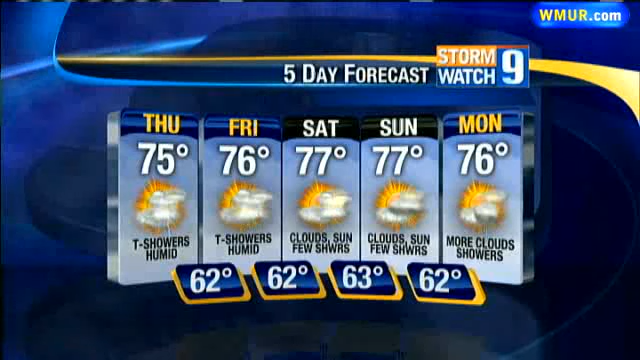 WMUR.com
5 DAY FORECAST
STORM
WATCH 9
THU
FRI
SAT
SUN
MON
75°
76°
77°
77°
76°
T-SHOWERS
HUMID
T-SHOWERS
HUMID
CLOUDS, SUN
FEW SHWRS
CLOUDS, SUN
FEW SHWRS
MORE CLOUDS
SHOWERS
62°
62°
63°
62°